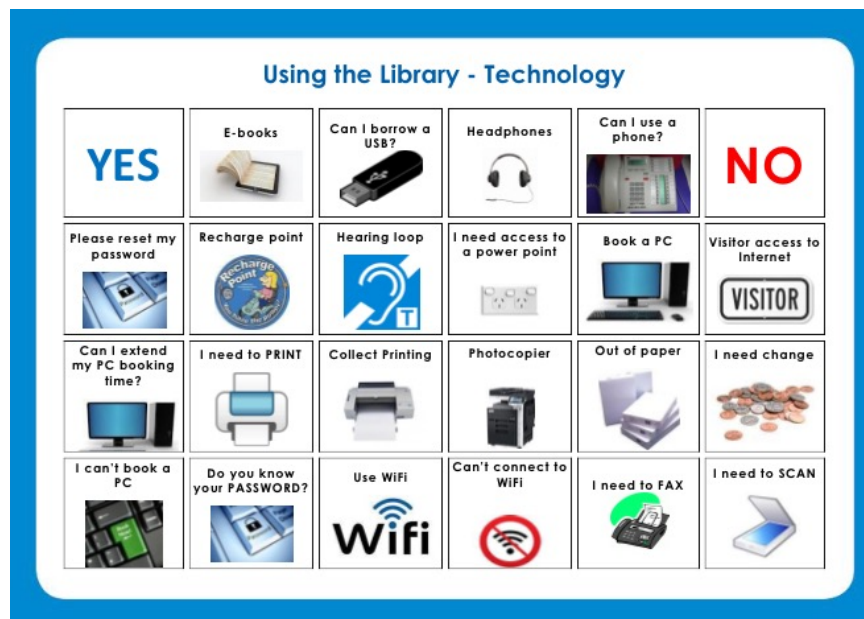 Using the Library - Technology
YES
E-books
Can I borrow a
USB?
Headphones
Can I use a
phone?
NO
Please reset my
password
Recharge point
Recharge
Point
Hearing loop
T
I need access to
a power point
Book a PC
Visitor access to
Internet
VISITOR
Can I extend
my PC booking
time?
I need to PRINT
Collect Printing
Photocopier
Out of paper
I need change
I can't book a
PC
Do you know
your PASSWORD?
Use WiFi
Wifi
Can't connect to
WiFi
I need to FAX
I need to SCAN